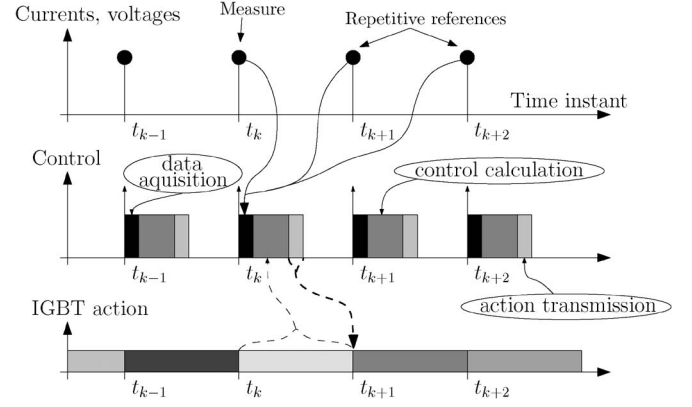 Currents, voltages
Measure
Repetitive references
Time instant
t_{k−1}
t_k
t_{k+1}
t_{k+2}
Control
data
aquisition
control calculation
t_{k−1}
t_k
t_{k+1}
t_{k+2}
action transmission
IGBT action
t_{k−1}
t_k
t_{k+1}
t_{k+2}